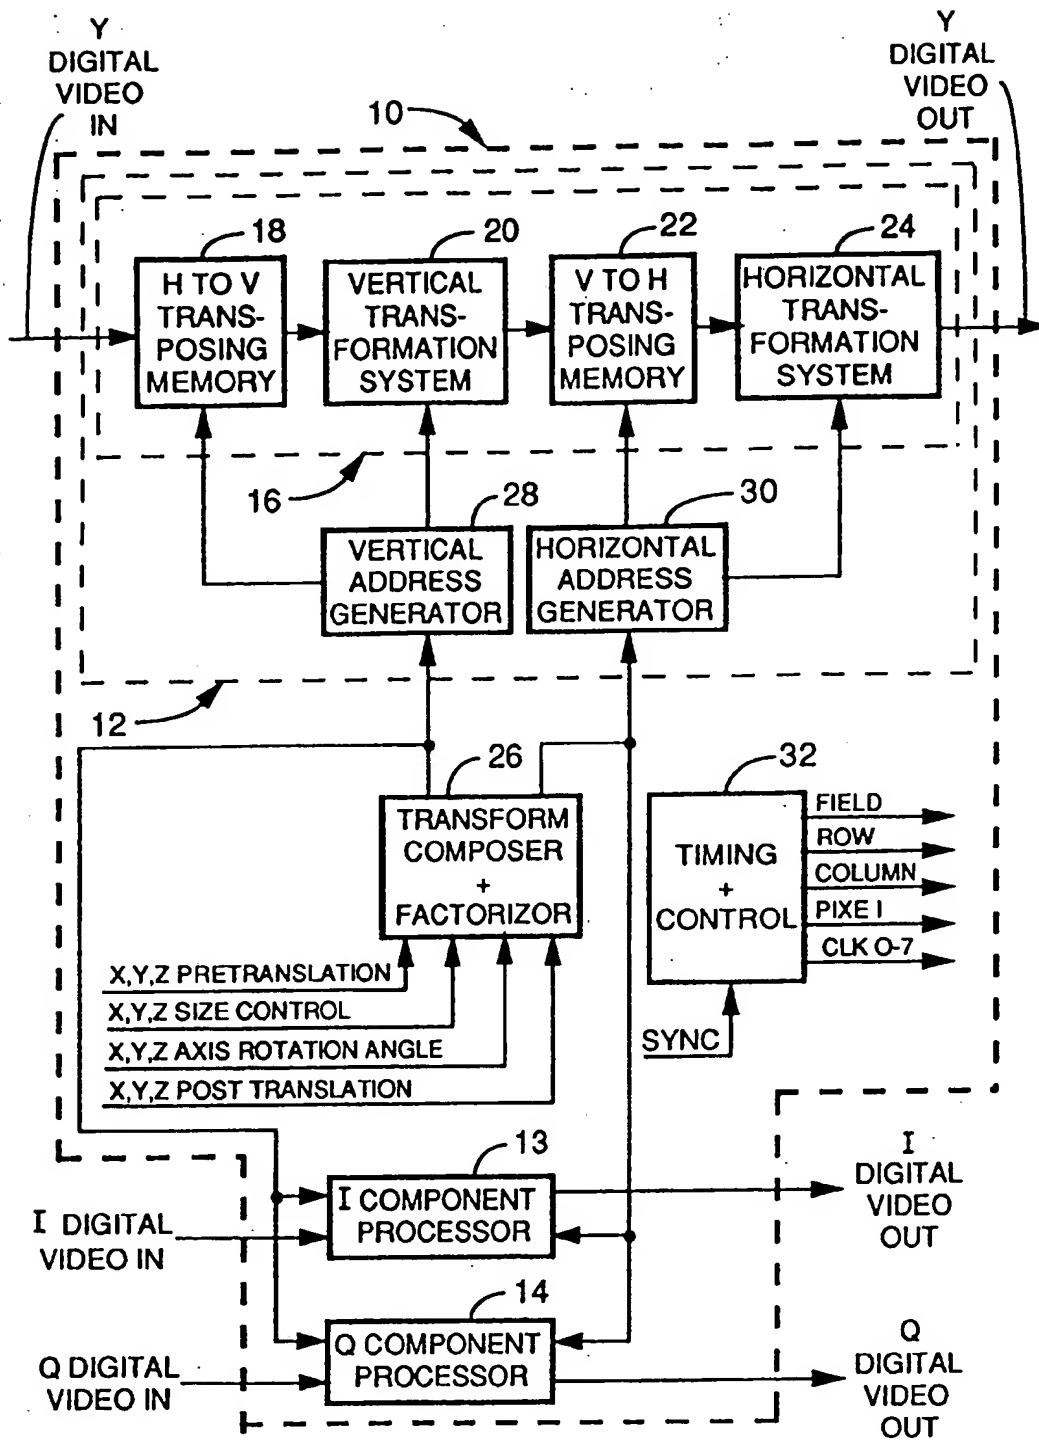 Y
DIGITAL
VIDEO
IN
Y
DIGITAL
VIDEO
OUT
10
18
20
22
24
H TO V
TRANS-
POSING
MEMORY
VERTICAL
TRANS-
FORMATION
SYSTEM
V TO H
TRANS-
POSING
MEMORY
HORIZONTAL
TRANS-
FORMATION
SYSTEM
16
28
30
VERTICAL
ADDRESS
GENERATOR
HORIZONTAL
ADDRESS
GENERATOR
12
26
32
TRANSFORM
COMPOSER
+
FACTORIZOR
TIMING
+
CONTROL
FIELD
ROW
COLUMN
PIXE I
CLK O-7
X,Y,Z PRETRANSLATION
X,Y,Z SIZE CONTROL
X,Y,Z AXIS ROTATION ANGLE
X,Y,Z POST TRANSLATION
SYNC
13
I COMPONENT
PROCESSOR
I DIGITAL
VIDEO IN
I
DIGITAL
VIDEO
OUT
14
Q COMPONENT
PROCESSOR
Q DIGITAL
VIDEO IN
Q
DIGITAL
VIDEO
OUT